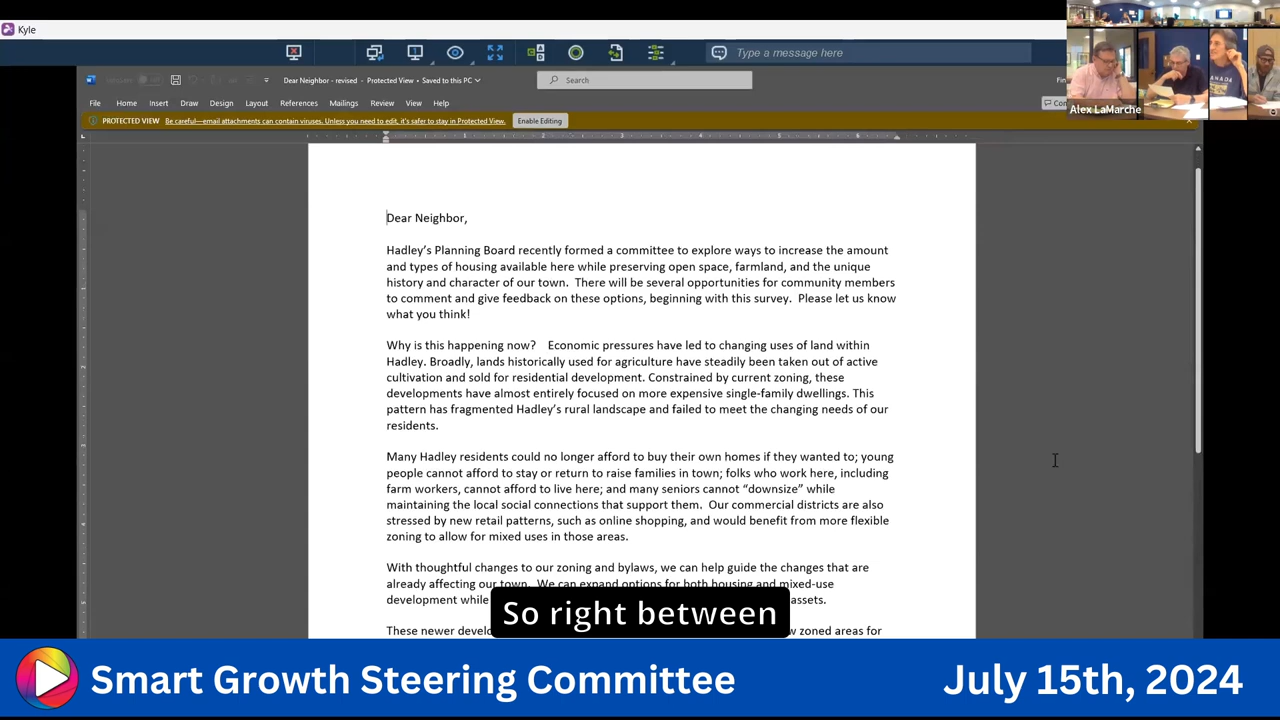 Kyle
Type a message here
Dear Neighbor - revised - Protected View • Saved to this PC
Search
Alex LaMarche
File Home Insert Draw Design Layout References Mailings Review View Help
PROTECTED VIEW Be careful—email attachments can contain viruses. Unless you need to edit, it's safer to stay in Protected View. Enable Editing
Dear Neighbor,
Hadley's Planning Board recently formed a committee to explore ways to increase the amount
and types of housing available here while preserving open space, farmland, and the unique
history and character of our town. There will be several opportunities for community members
to comment and give feedback on these options, beginning with this survey. Please let us know
what you think!
Why is this happening now? Economic pressures have led to changing uses of land within
Hadley. Broadly, lands historically used for agriculture have steadily been taken out of active
cultivation and sold for residential development. Constrained by current zoning, these
developments have almost entirely focused on more expensive single-family dwellings. This
pattern has fragmented Hadley's rural landscape and failed to meet the changing needs of our
residents.
Many Hadley residents could no longer afford to buy their own homes if they wanted to; young
people cannot afford to stay or return to raise families in town; folks who work here, including
farm workers, cannot afford to live here; and many seniors cannot “downsize” while
maintaining the local social connections that support them. Our commercial districts are also
stressed by new retail patterns, such as online shopping, and would benefit from more flexible
zoning to allow for mixed uses in those areas.
With thoughtful changes to our zoning and bylaws, we can help guide the changes that are
already affecting our town. We can expand options for both housing and mixed-use
development while assets.
These newer zoned areas for
So right between
Smart Growth Steering Committee July 15th, 2024